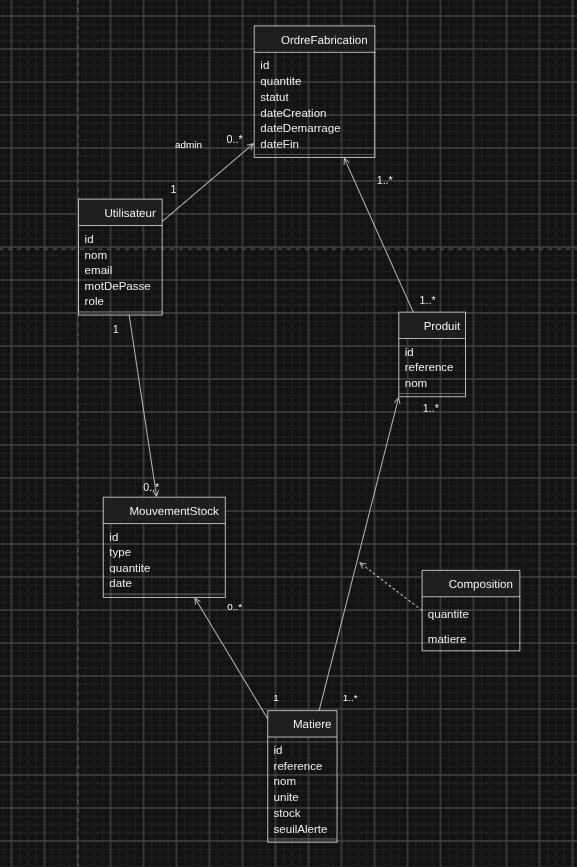 OrdreFabrication
id
quantite
statut
dateCreation
dateDemarrage
dateFin
admin
0..*
1
1..*
Utilisateur
id
nom
email
motDePasse
role
1
1..*
Produit
id
reference
nom
1..*
0..*
MouvementStock
id
type
quantite
date
o..*
Composition
quantite
matiere
1
1..*
Matiere
id
reference
nom
unite
stock
seuilAlerte